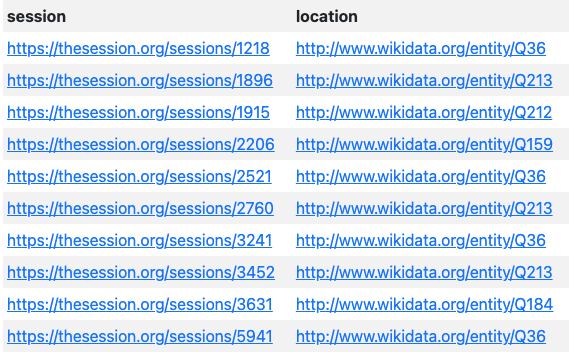 session location
https://thesession.org/sessions/1218 http://www.wikidata.org/entity/Q36
https://thesession.org/sessions/1896 http://www.wikidata.org/entity/Q213
https://thesession.org/sessions/1915 http://www.wikidata.org/entity/Q212
https://thesession.org/sessions/2206 http://www.wikidata.org/entity/Q159
https://thesession.org/sessions/2521 http://www.wikidata.org/entity/Q36
https://thesession.org/sessions/2760 http://www.wikidata.org/entity/Q213
https://thesession.org/sessions/3241 http://www.wikidata.org/entity/Q36
https://thesession.org/sessions/3452 http://www.wikidata.org/entity/Q213
https://thesession.org/sessions/3631 http://www.wikidata.org/entity/Q184
https://thesession.org/sessions/5941 http://www.wikidata.org/entity/Q36